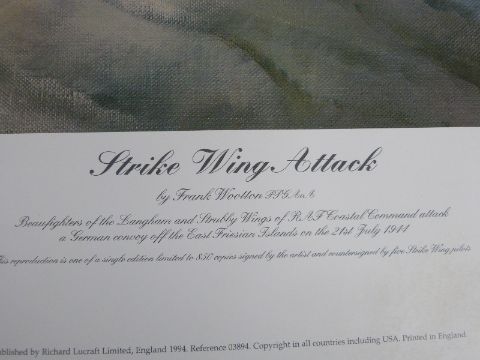 Strike Wing Attack
by Frank Wootton PPGAvA
Beaufighters of the Langham and Strubby Wings of RAF Coastal Command attack
a German convoy off the East Friesian Islands on the 21st July 1944
This reproduction is one of a single edition limited to 850 copies signed by the artist and countersigned by five Strike Wing pilots
ublished by Richard Lucraft Limited, England 1994. Reference 03894. Copyright in all countries including USA. Printed in England.